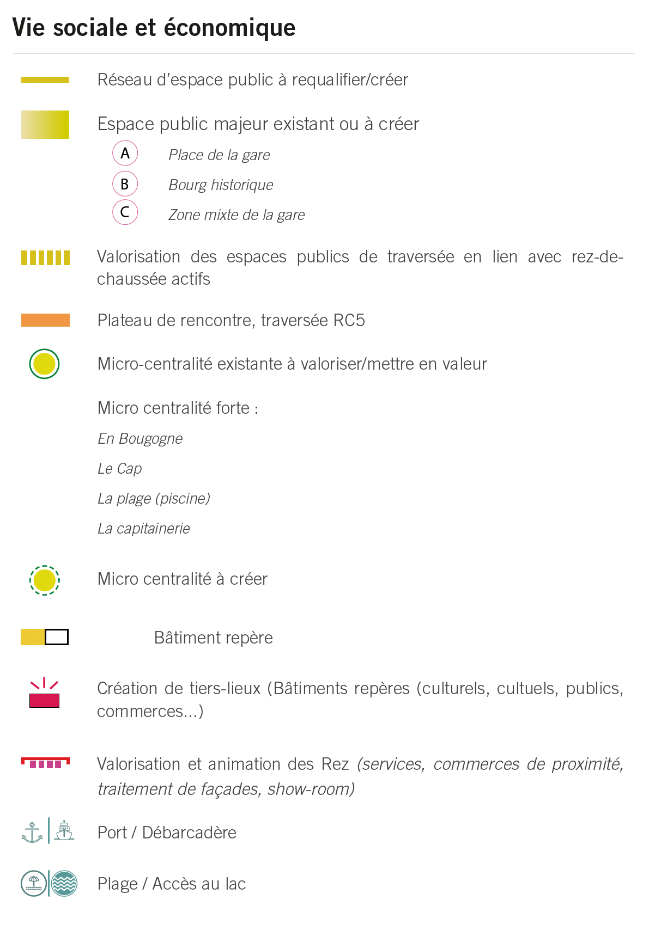 Vie sociale et économique
Réseau d'espace public à requalifier/créer
Espace public majeur existant ou à créer
A Place de la gare
B Bourg historique
C Zone mixte de la gare
Valorisation des espaces publics de traversée en lien avec rez-de-
chaussée actifs
Plateau de rencontre, traversée RC5
Micro-centralité existante à valoriser/mettre en valeur
Micro centralité forte :
En Bougogne
Le Cap
La plage (piscine)
La capitainerie
Micro centralité à créer
Bâtiment repère
Création de tiers-lieux (Bâtiments repères (culturels, cultuels, publics,
commerces...)
Valorisation et animation des Rez (services, commerces de proximité,
traitement de façades, show-room)
Port / Débarcadère
Plage / Accès au lac